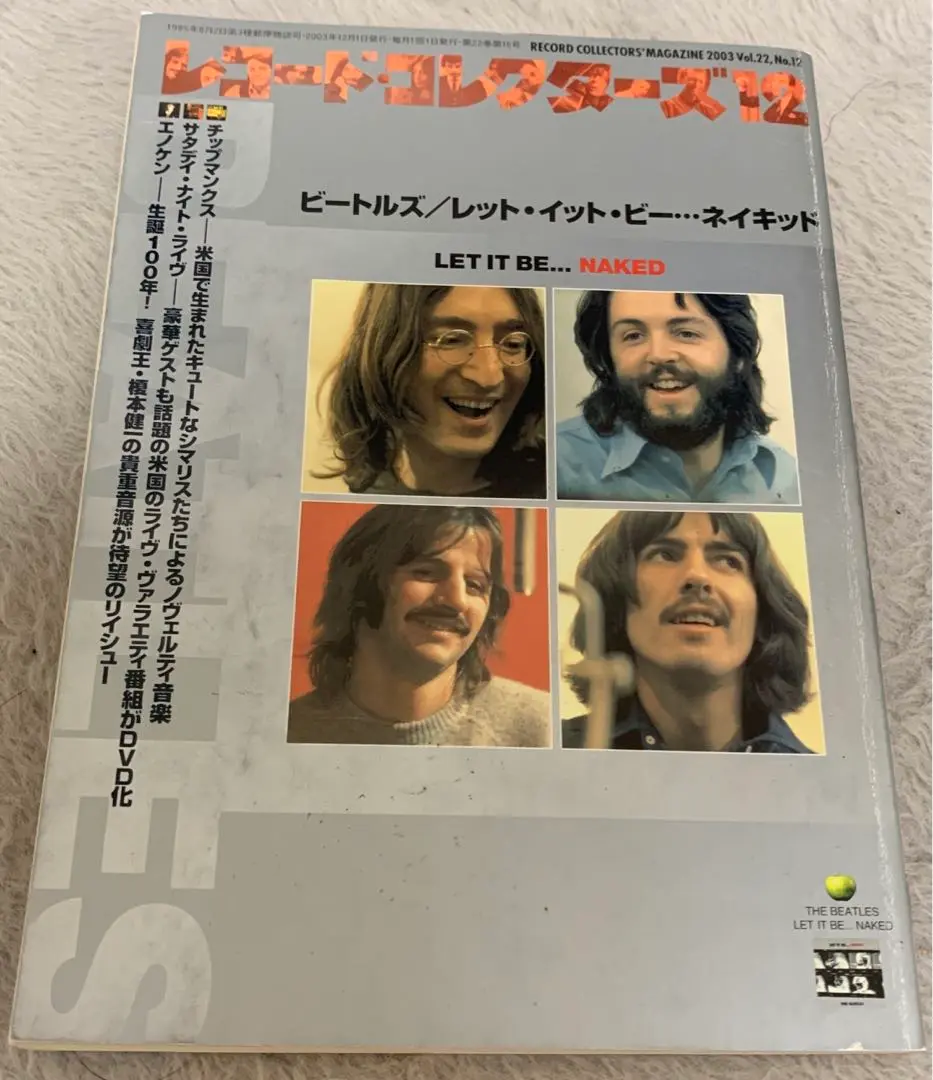 RECORD COLLECTORS' MAGAZINE 2003 Vol.22, No.12
レコード・コレクターズ 12
チップマンクス——米国で生まれたキュートなシマリスたちによるノヴェルティ音楽
サタデイ・ナイト・ライヴ——豪華ゲストも話題の米国のライヴ・ヴァラエティ番組がDVD化
エノケン——生誕100年! 喜劇王・榎本健一の貴重音源が待望のリイシュー
ビートルズ／レット・イット・ビー…ネイキッド
LET IT BE... NAKED
THE BEATLES
LET IT BE... NAKED